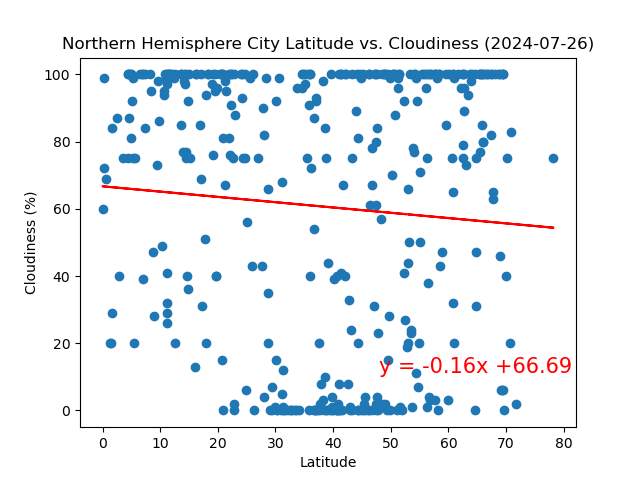 Northern Hemisphere City Latitude vs. Cloudiness (2024-07-26)
100
80
60
40
20
0
Cloudiness (%)
y = -0.16x +66.69
0 10 20 30 40 50 60 70 80
Latitude